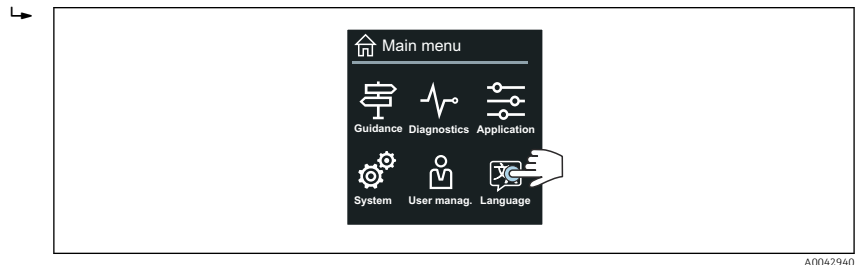 Main menu
Guidance Diagnostics Application
System User manag. Language
A0042940